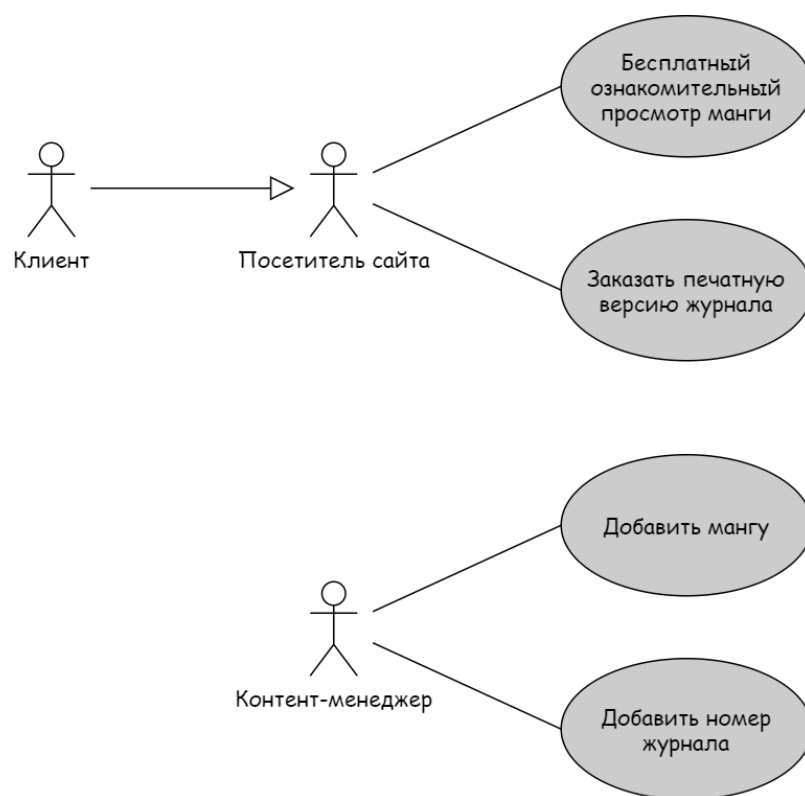 Бесплатный
ознакомительный
просмотр манги
Клиент
Посетитель сайта
Заказать печатную
версию журнала
Добавить мангу
Контент-менеджер
Добавить номер
журнала